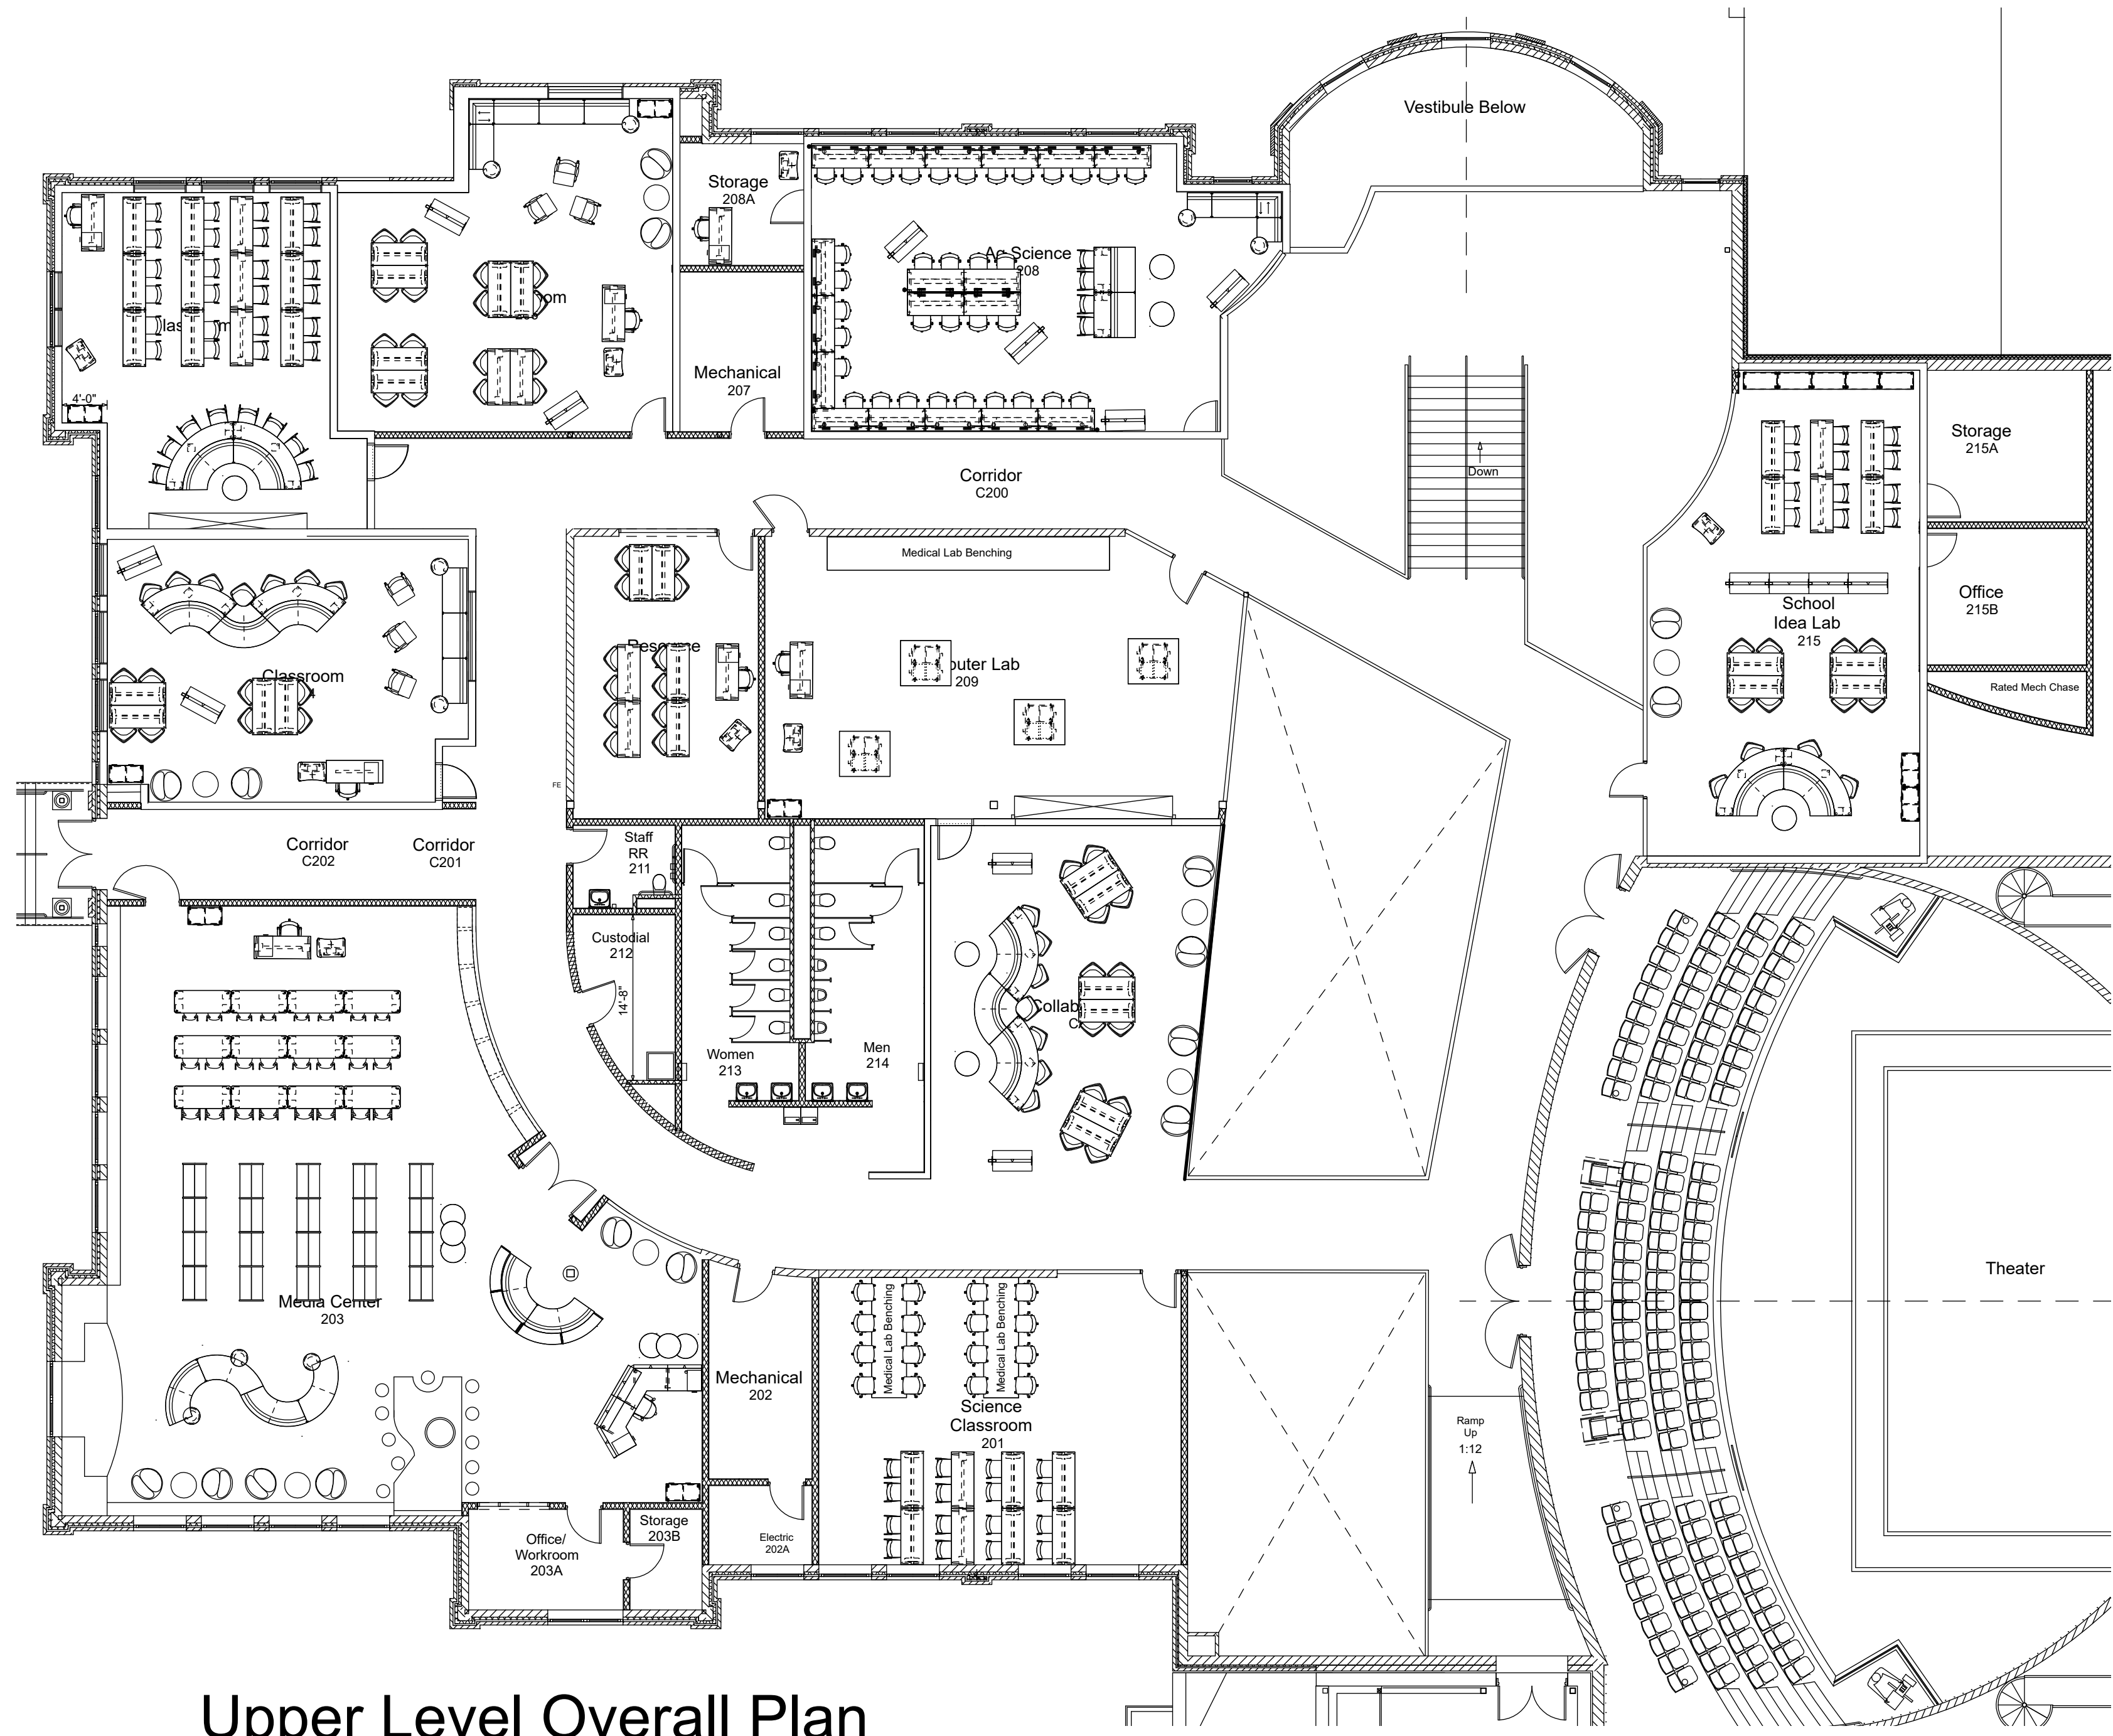 Vestibule Below
Storage
208A
Ag Science
208
Mechanical
207
4'-0"
Corridor
C200
Down
Storage
215A
Office
215B
Rated Mech Chase
School
Idea Lab
215
Medical Lab Benching
Resource
209
Lab
Classroom
FE
Corridor
C202
Corridor
C201
Staff
RR
211
Custodial
212
14'-8"
Women
213
Men
214
Media Center
203
Mechanical
202
Medical Lab Benching
Medical Lab Benching
Science
Classroom
201
Ramp
Up
1:12
Theater
Office/
Workroom
203A
Storage
203B
Electric
202A
Upper Level Overall Plan